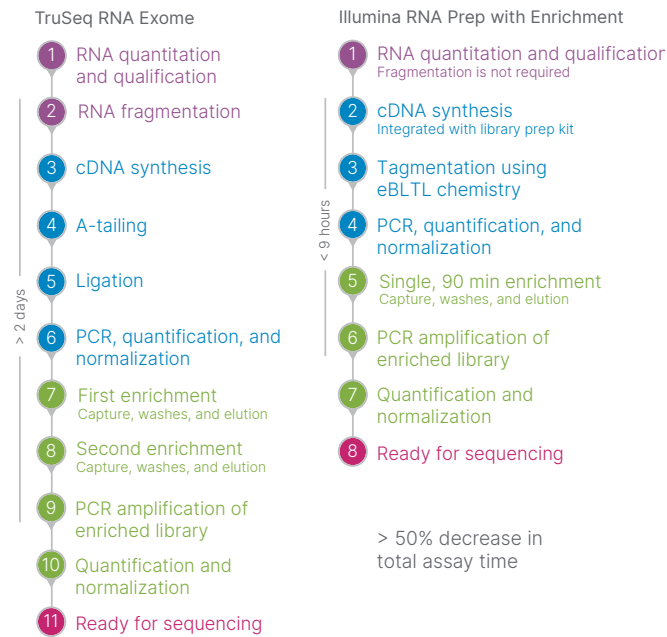 TruSeq RNA Exome
1
RNA quantitation
and qualification
2
RNA fragmentation
3
cDNA synthesis
4
A-tailing
5
Ligation
6
PCR, quantification, and
normalization
7
First enrichment
Capture, washes, and elution
8
Second enrichment
Capture, washes, and elution
9
PCR amplification of
enriched library
10
Quantification and
normalization
11
Ready for sequencing
> 2 days
Illumina RNA Prep with Enrichment
1
RNA quantitation and qualification
Fragmentation is not required
2
cDNA synthesis
Integrated with library prep kit
3
Tagmentation using
eBLTL chemistry
4
PCR, quantification, and
normalization
5
Single, 90 min enrichment
Capture, washes, and elution
6
PCR amplification of
enriched library
7
Quantification and
normalization
8
Ready for sequencing
< 9 hours
> 50% decrease in
total assay time